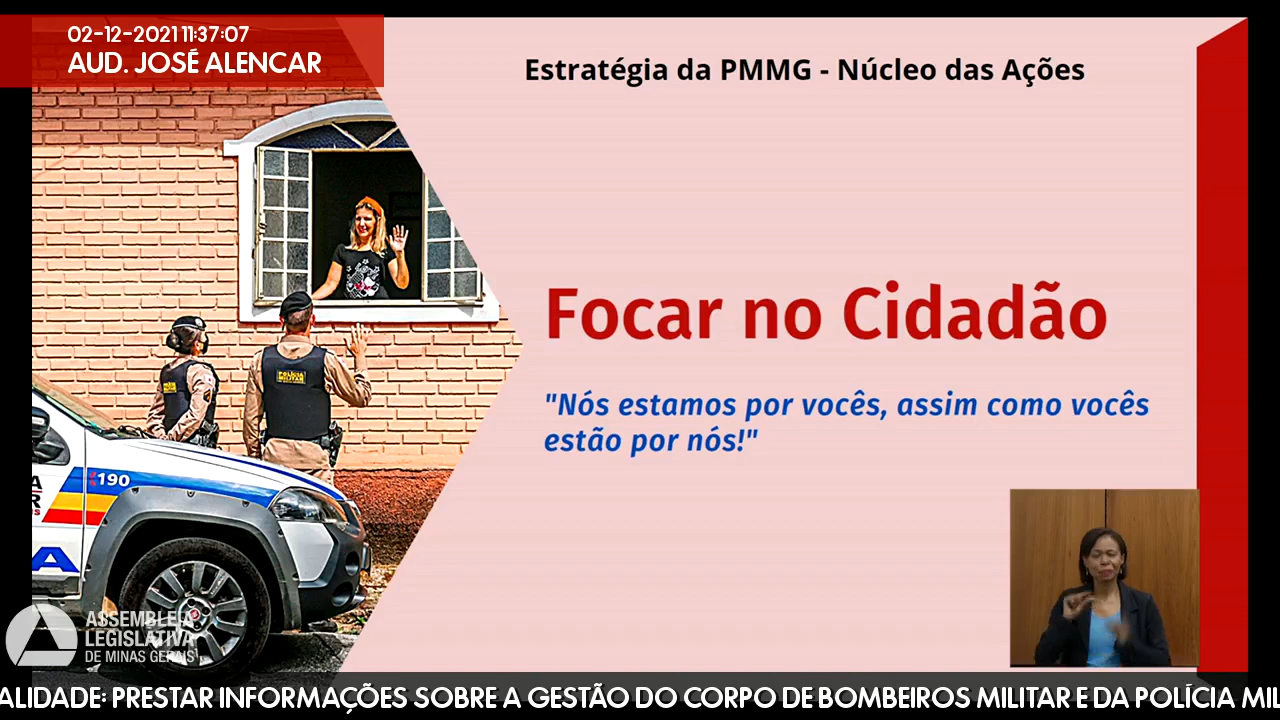 02-12-2021 11:37:07
AUD. JOSÉ ALENCAR
Estratégia da PMMG - Núcleo das Ações
Focar no Cidadão
"Nós estamos por vocês, assim como vocês
estão por nós!"
POLÍCIA
MILITAR
190
ASSEMBLEIA
LEGISLATIVA
DE MINAS GERAIS
ALIDADE: PRESTAR INFORMAÇÕES SOBRE A GESTÃO DO CORPO DE BOMBEIROS MILITAR E DA POLÍCIA MIL